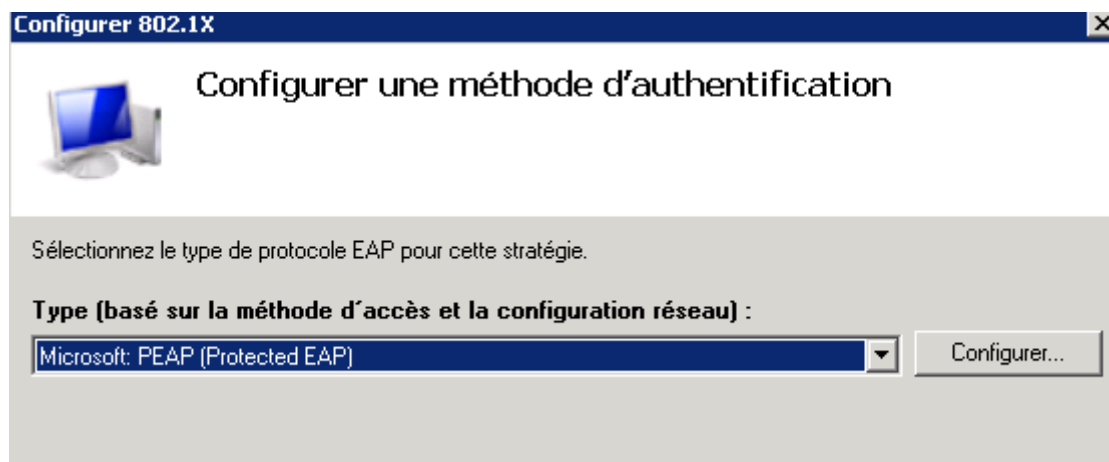 Configurer 802.1X
Configurer une méthode d'authentification
Sélectionnez le type de protocole EAP pour cette stratégie.
Type (basé sur la méthode d´accès et la configuration réseau) :
Microsoft: PEAP (Protected EAP)
Configurer...